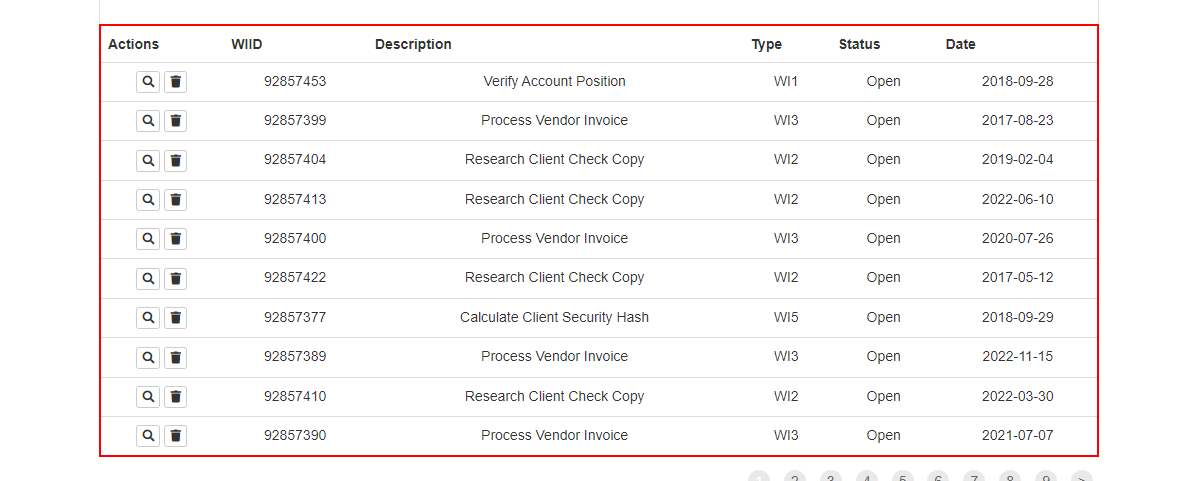 Actions WIID Description Type Status Date
92857453 Verify Account Position WI1 Open 2018-09-28
92857399 Process Vendor Invoice WI3 Open 2017-08-23
92857404 Research Client Check Copy WI2 Open 2019-02-04
92857413 Research Client Check Copy WI2 Open 2022-06-10
92857400 Process Vendor Invoice WI3 Open 2020-07-26
92857422 Research Client Check Copy WI2 Open 2017-05-12
92857377 Calculate Client Security Hash WI5 Open 2018-09-29
92857389 Process Vendor Invoice WI3 Open 2022-11-15
92857410 Research Client Check Copy WI2 Open 2022-03-30
92857390 Process Vendor Invoice WI3 Open 2021-07-07
1 2 3 4 5 6 7 8 9 >